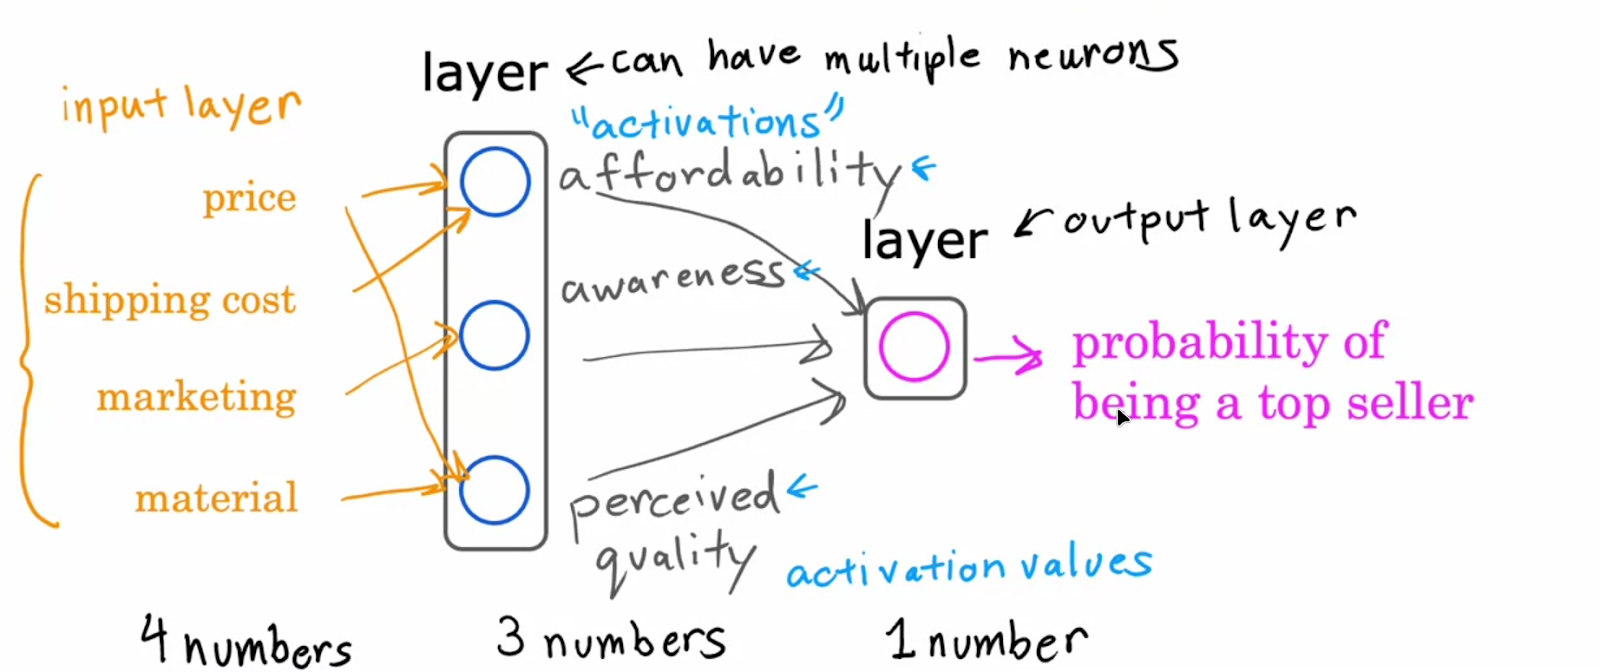 layer ← can have multiple neurons
input layer
"activations"
price
affordability ←
layer ← output layer
shipping cost
awareness ←
probability of
being a top seller
marketing
material
perceived ←
quality
activation values
4 numbers
3 numbers
1 number